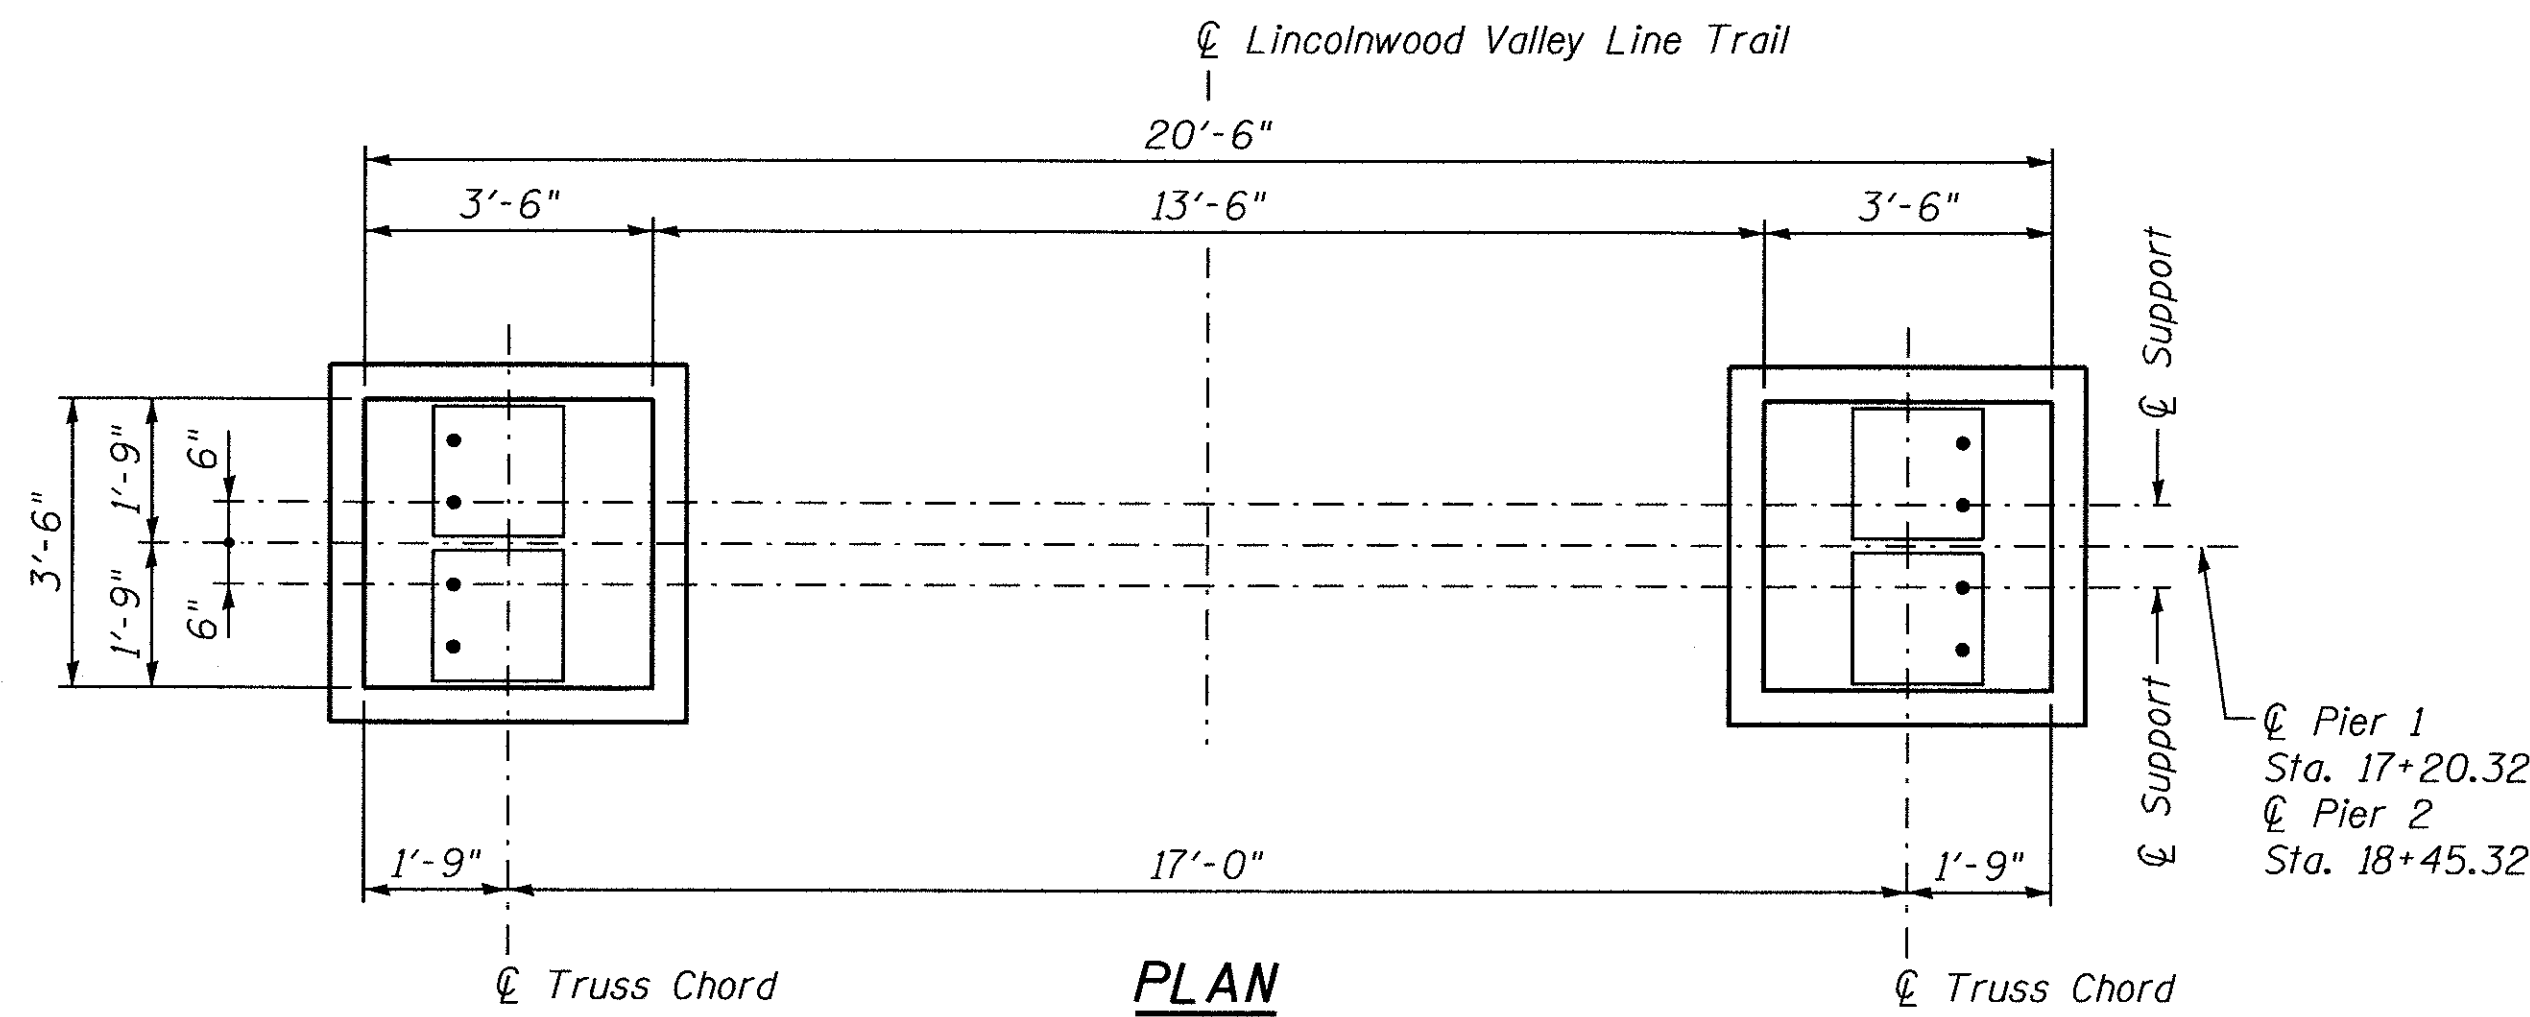 ℄ Lincolnwood Valley Line Trail
20'-6"
3'-6"
13'-6"
3'-6"
℄ Support
3'-6"
1'-9"
6"
1'-9"
6"
℄ Support
℄ Pier 1
Sta. 17+20.32
℄ Pier 2
Sta. 18+45.32
1'-9"
17'-0"
1'-9"
℄ Truss Chord
PLAN
℄ Truss Chord